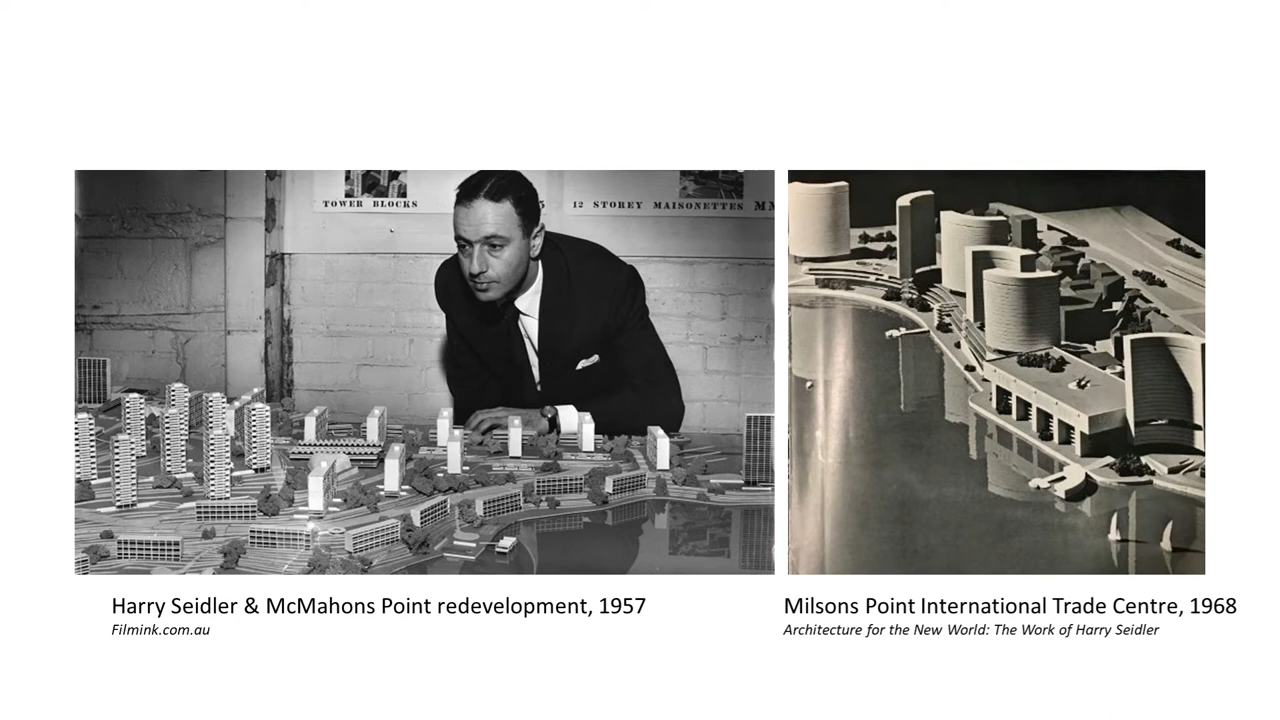 TOWER BLOCKS
12 STOREY MAISONETTES
Harry Seidler & McMahons Point redevelopment, 1957
Filmink.com.au
Milsons Point International Trade Centre, 1968
Architecture for the New World: The Work of Harry Seidler